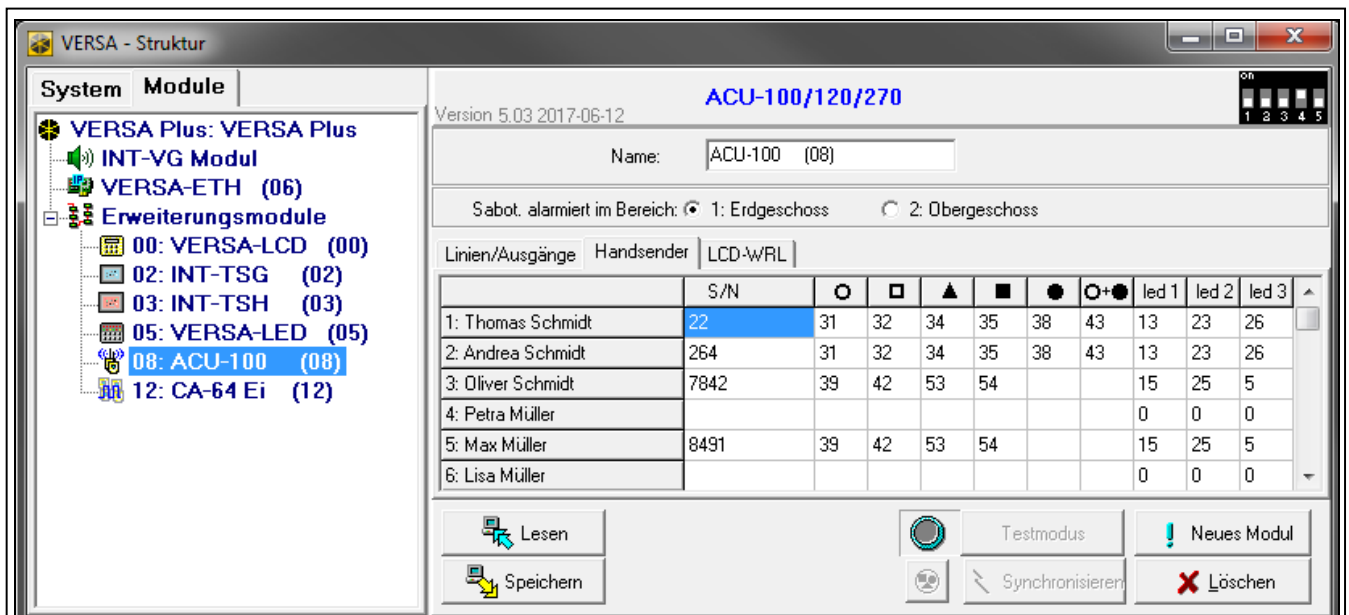 VERSA - Struktur
System Module
VERSA Plus: VERSA Plus
INT-VG Modul
VERSA-ETH (06)
Erweiterungsmodule
00: VERSA-LCD (00)
02: INT-TSG (02)
03: INT-TSH (03)
05: VERSA-LED (05)
08: ACU-100 (08)
12: CA-64 Ei (12)
ACU-100/120/270
Version 5.03 2017-06-12
on
1 2 3 4 5
Name: ACU-100 (08)
Sabot. alarmiert im Bereich: 1: Erdgeschoss 2: Obergeschoss
Linien/Ausgänge Handsender LCD-WRL
S/N led 1 led 2 led 3
1: Thomas Schmidt 22 31 32 34 35 38 43 13 23 26
2: Andrea Schmidt 264 31 32 34 35 38 43 13 23 26
3: Oliver Schmidt 7842 39 42 53 54 15 25 5
4: Petra Müller 0 0 0
5: Max Müller 8491 39 42 53 54 15 25 5
6: Lisa Müller 0 0 0
Lesen Testmodus Neues Modul
Speichern Synchronisieren Löschen